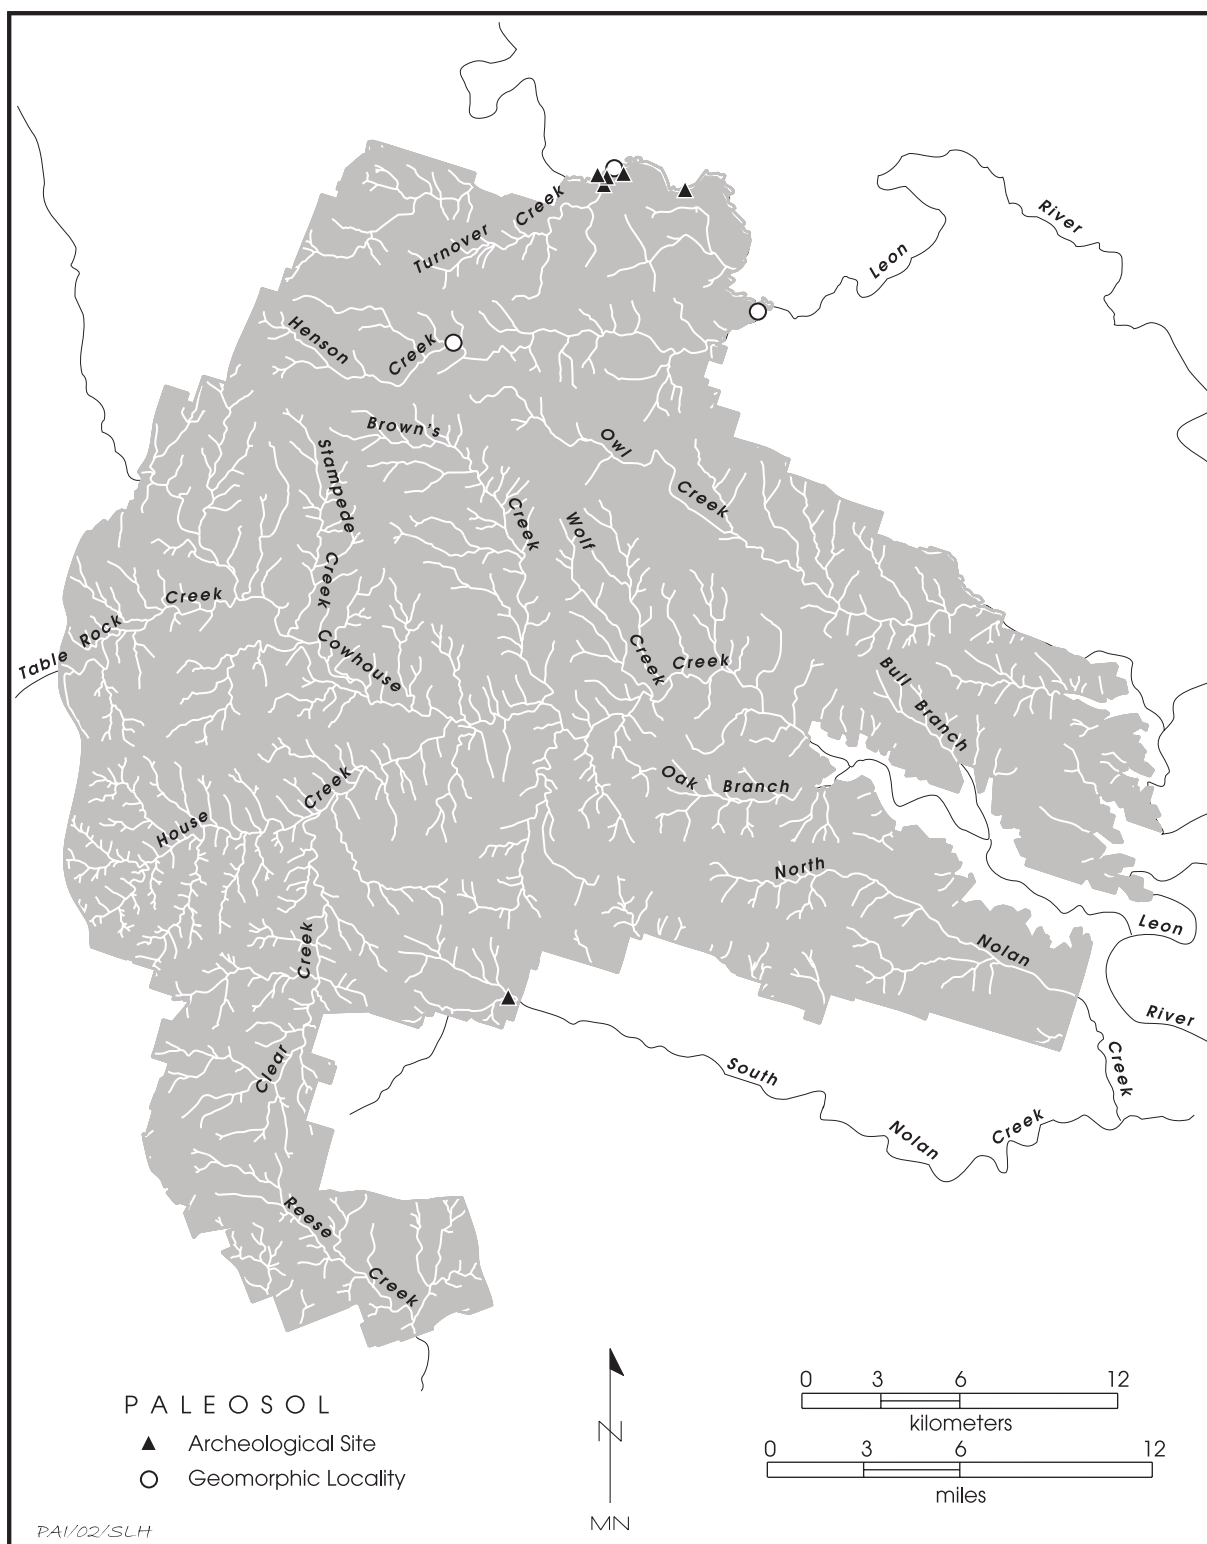 River
Leon
Turnover Creek
Henson Creek
Brown's Creek
Stampede Creek
Owl Creek
Wolf Creek
Table Rock Creek
Cowhouse Creek
Bull Branch
Oak Branch
House Creek
North Nolan Creek
Leon River
Clear Creek
South Nolan Creek
Reese Creek
PALEOSOL
Archeological Site
Geomorphic Locality
N
MN
0 3 6 12
kilometers
0 3 6 12
miles
PAI/02/SLH